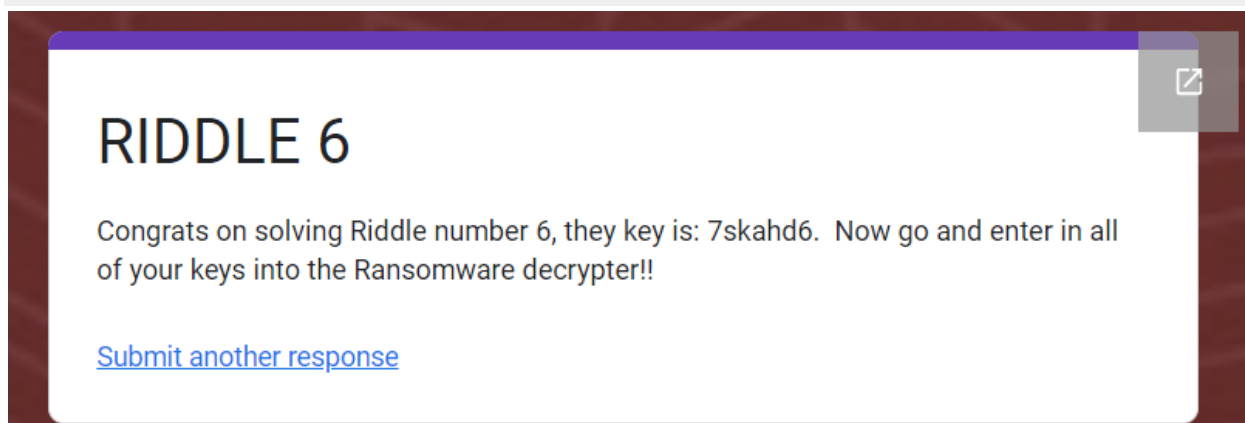 RIDDLE 6
Congrats on solving Riddle number 6, they key is: 7skahd6.  Now go and enter in all
of your keys into the Ransomware decrypter!!
Submit another response